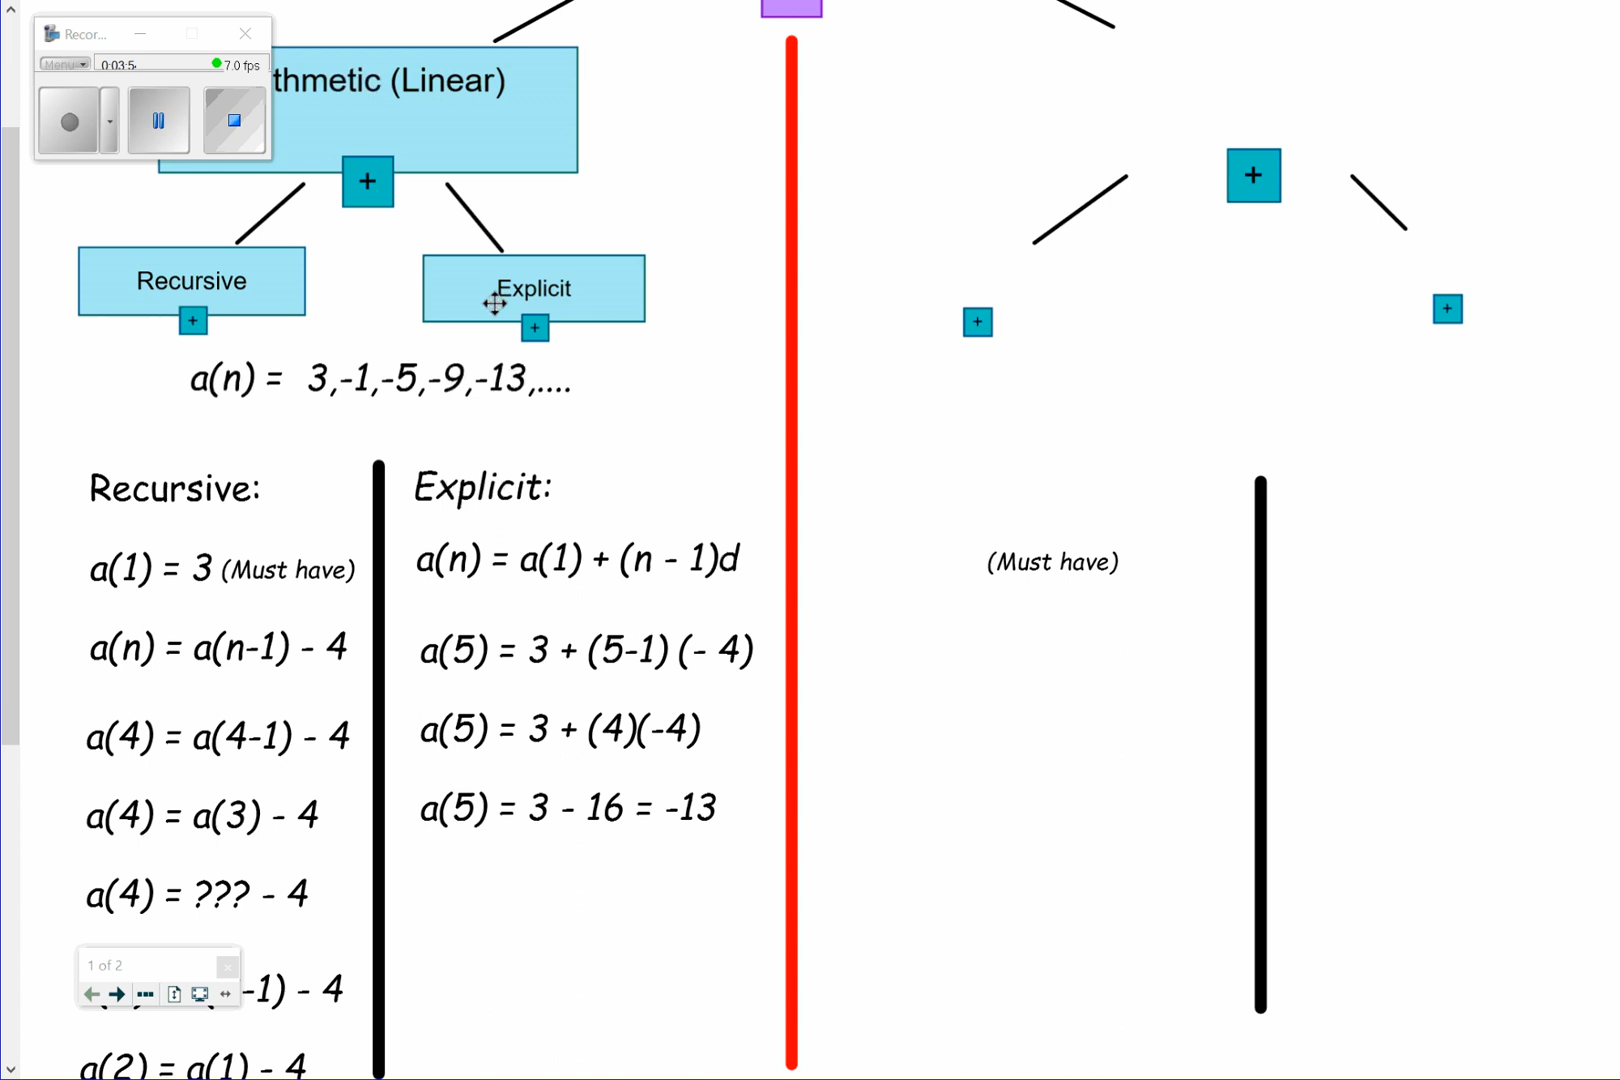 Recor...
Menu
0:03:5
7.0 fps
thmetic (Linear)
+
+
Recursive
Explicit
+
+
+
+
a(n) = 3,-1,-5,-9,-13,....
Recursive:
a(1) = 3 (Must have)
a(n) = a(n-1) - 4
a(4) = a(4-1) - 4
a(4) = a(3) - 4
a(4) = ??? - 4
-1) - 4
a(2) = a(1) - 4
Explicit:
a(n) = a(1) + (n - 1)d
a(5) = 3 + (5-1) (- 4)
a(5) = 3 + (4)(-4)
a(5) = 3 - 16 = -13
(Must have)
1 of 2